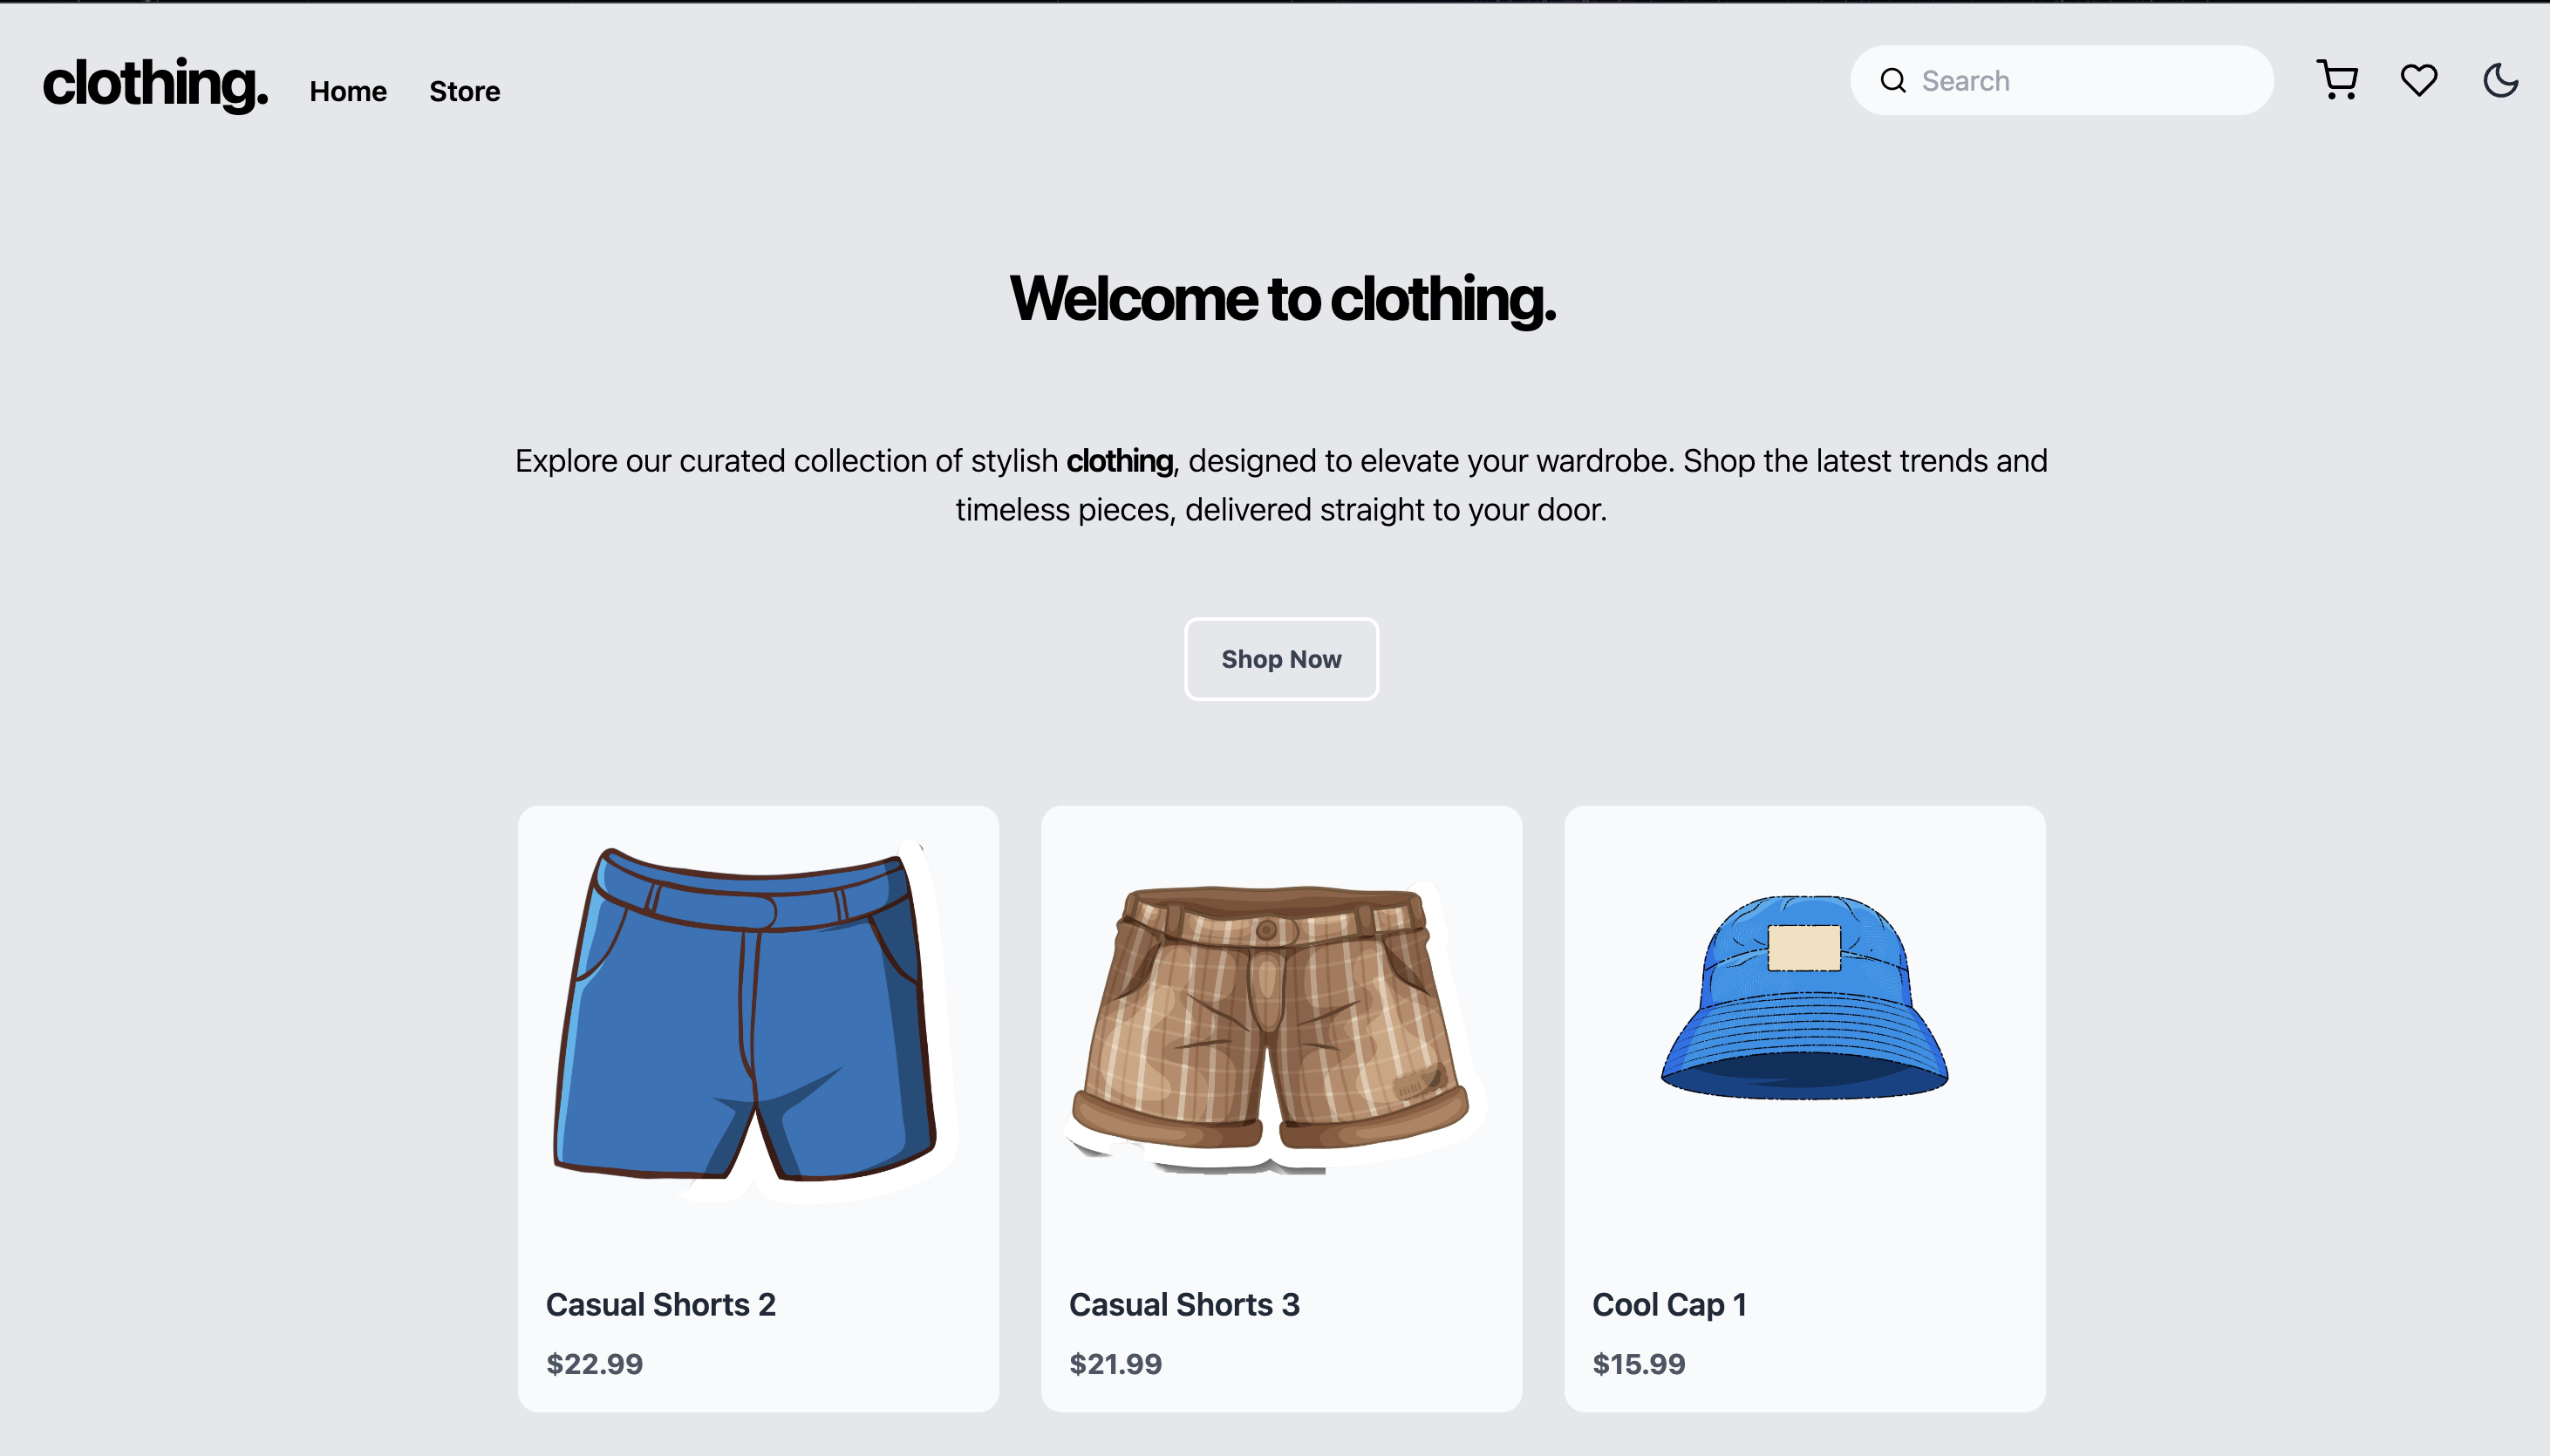 clothing. Home Store Search
Welcome to clothing.
Explore our curated collection of stylish clothing, designed to elevate your wardrobe. Shop the latest trends and
timeless pieces, delivered straight to your door.
Shop Now
Casual Shorts 2
$22.99
Casual Shorts 3
$21.99
Cool Cap 1
$15.99